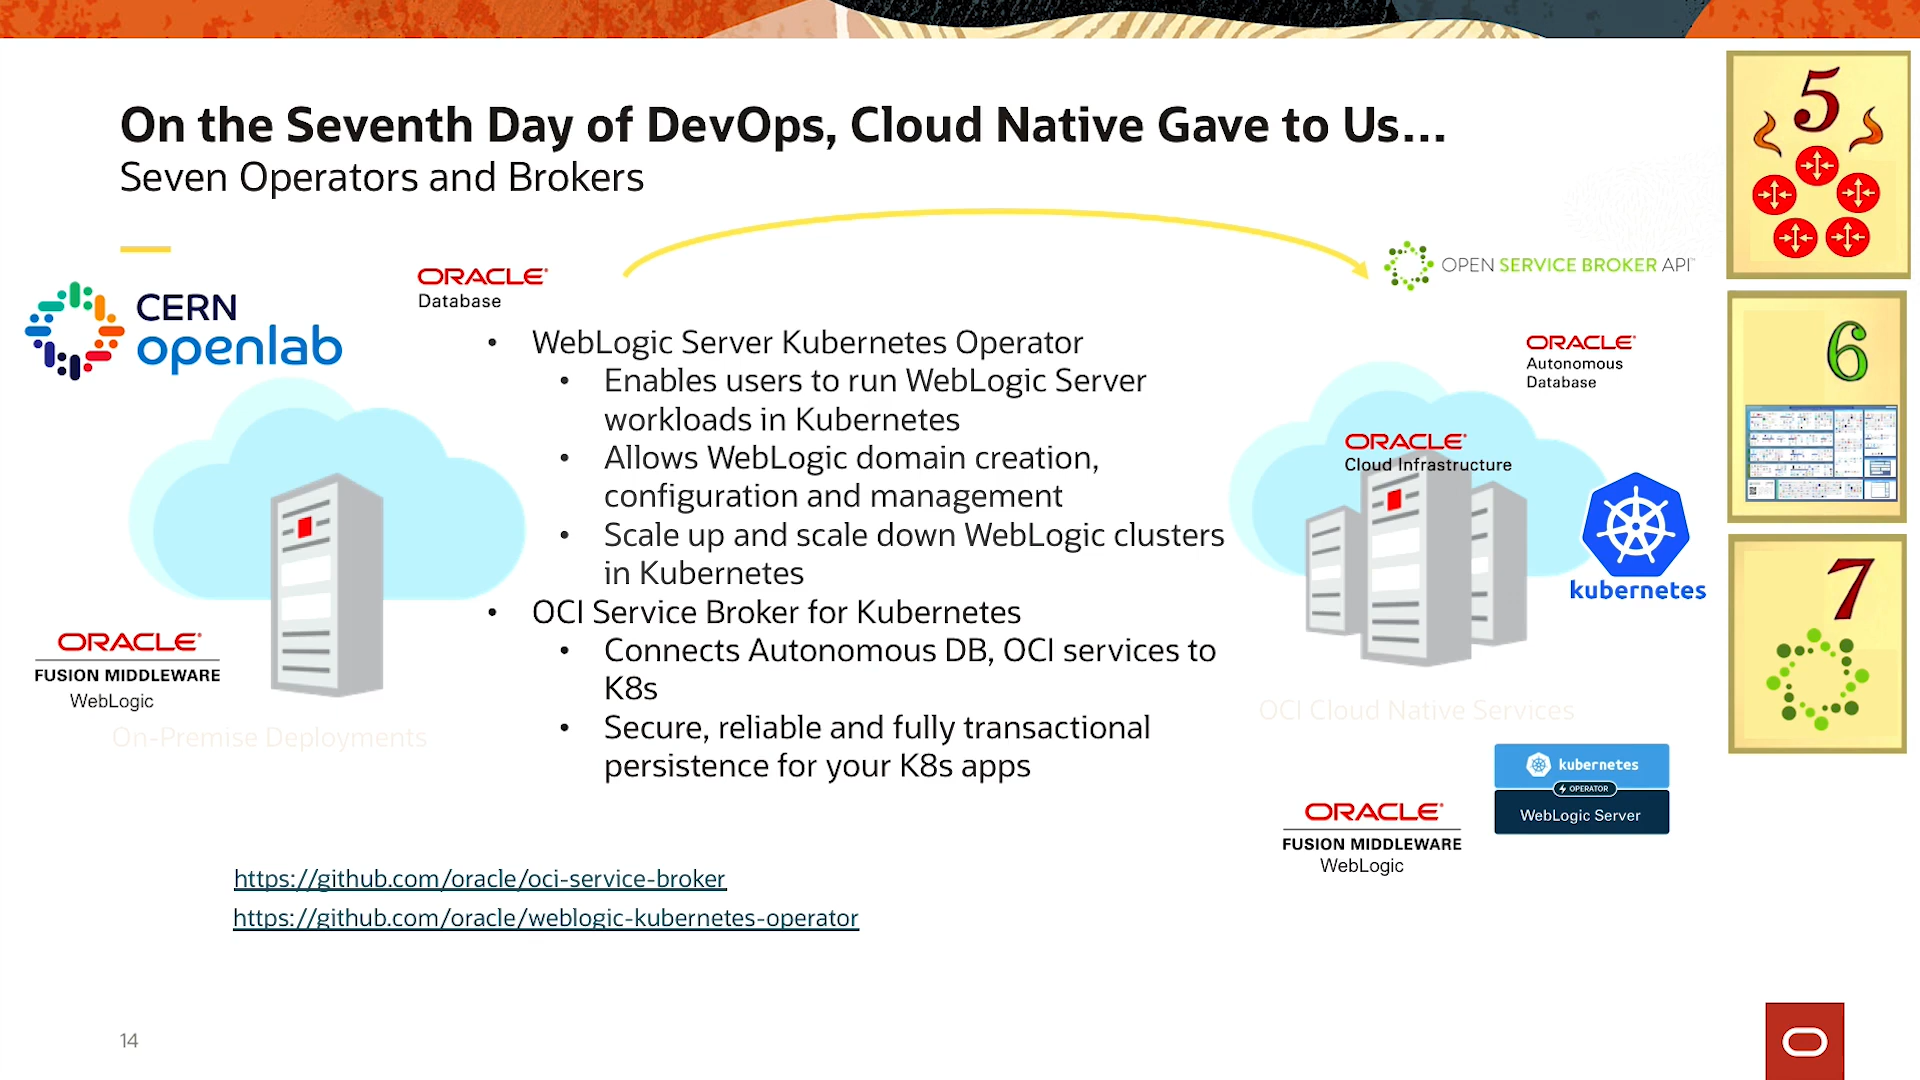 On the Seventh Day of DevOps, Cloud Native Gave to Us...
Seven Operators and Brokers
CERN
openlab
ORACLE
Database
OPEN SERVICE BROKER API
• WebLogic Server Kubernetes Operator
• Enables users to run WebLogic Server
workloads in Kubernetes
• Allows WebLogic domain creation,
configuration and management
• Scale up and scale down WebLogic clusters
in Kubernetes
• OCI Service Broker for Kubernetes
• Connects Autonomous DB, OCI services to
K8s
• Secure, reliable and fully transactional
persistence for your K8s apps
ORACLE
FUSION MIDDLEWARE
WebLogic
On-Premise Deployments
ORACLE
Autonomous
Database
ORACLE
Cloud Infrastructure
kubernetes
OCI Cloud Native Services
kubernetes
OPERATOR
WebLogic Server
ORACLE
FUSION MIDDLEWARE
WebLogic
https://github.com/oracle/oci-service-broker
https://github.com/oracle/weblogic-kubernetes-operator
5
6
7
14